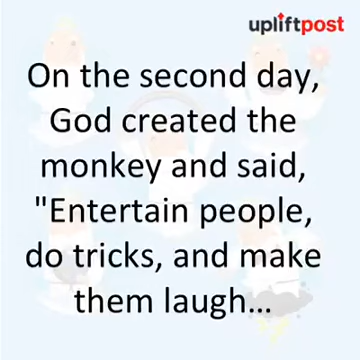 upliftpost
On the second day,
God created the
monkey and said,
"Entertain people,
do tricks, and make
them laugh...